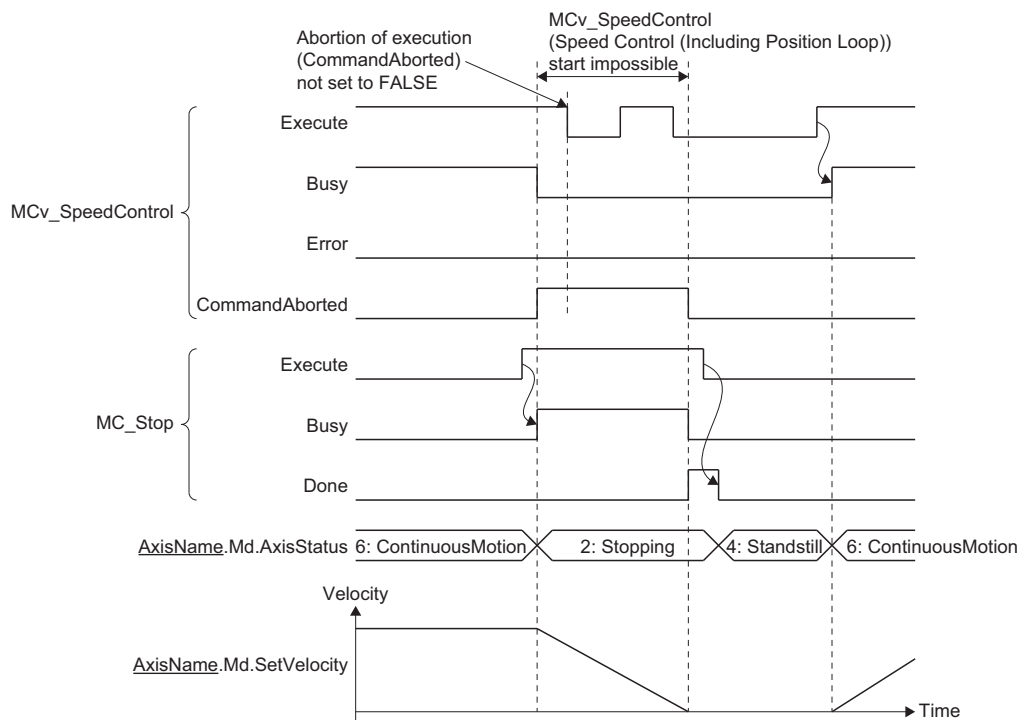 MCv_SpeedControl
(Speed Control (Including Position Loop))
start impossible
Abortion of execution
(CommandAborted)
not set to FALSE
Execute
Busy
MCv_SpeedControl
Error
CommandAborted
Execute
MC_Stop
Busy
Done
AxisName.Md.AxisStatus 6: ContinuousMotion 2: Stopping 4: Standstill 6: ContinuousMotion
Velocity
AxisName.Md.SetVelocity
Time